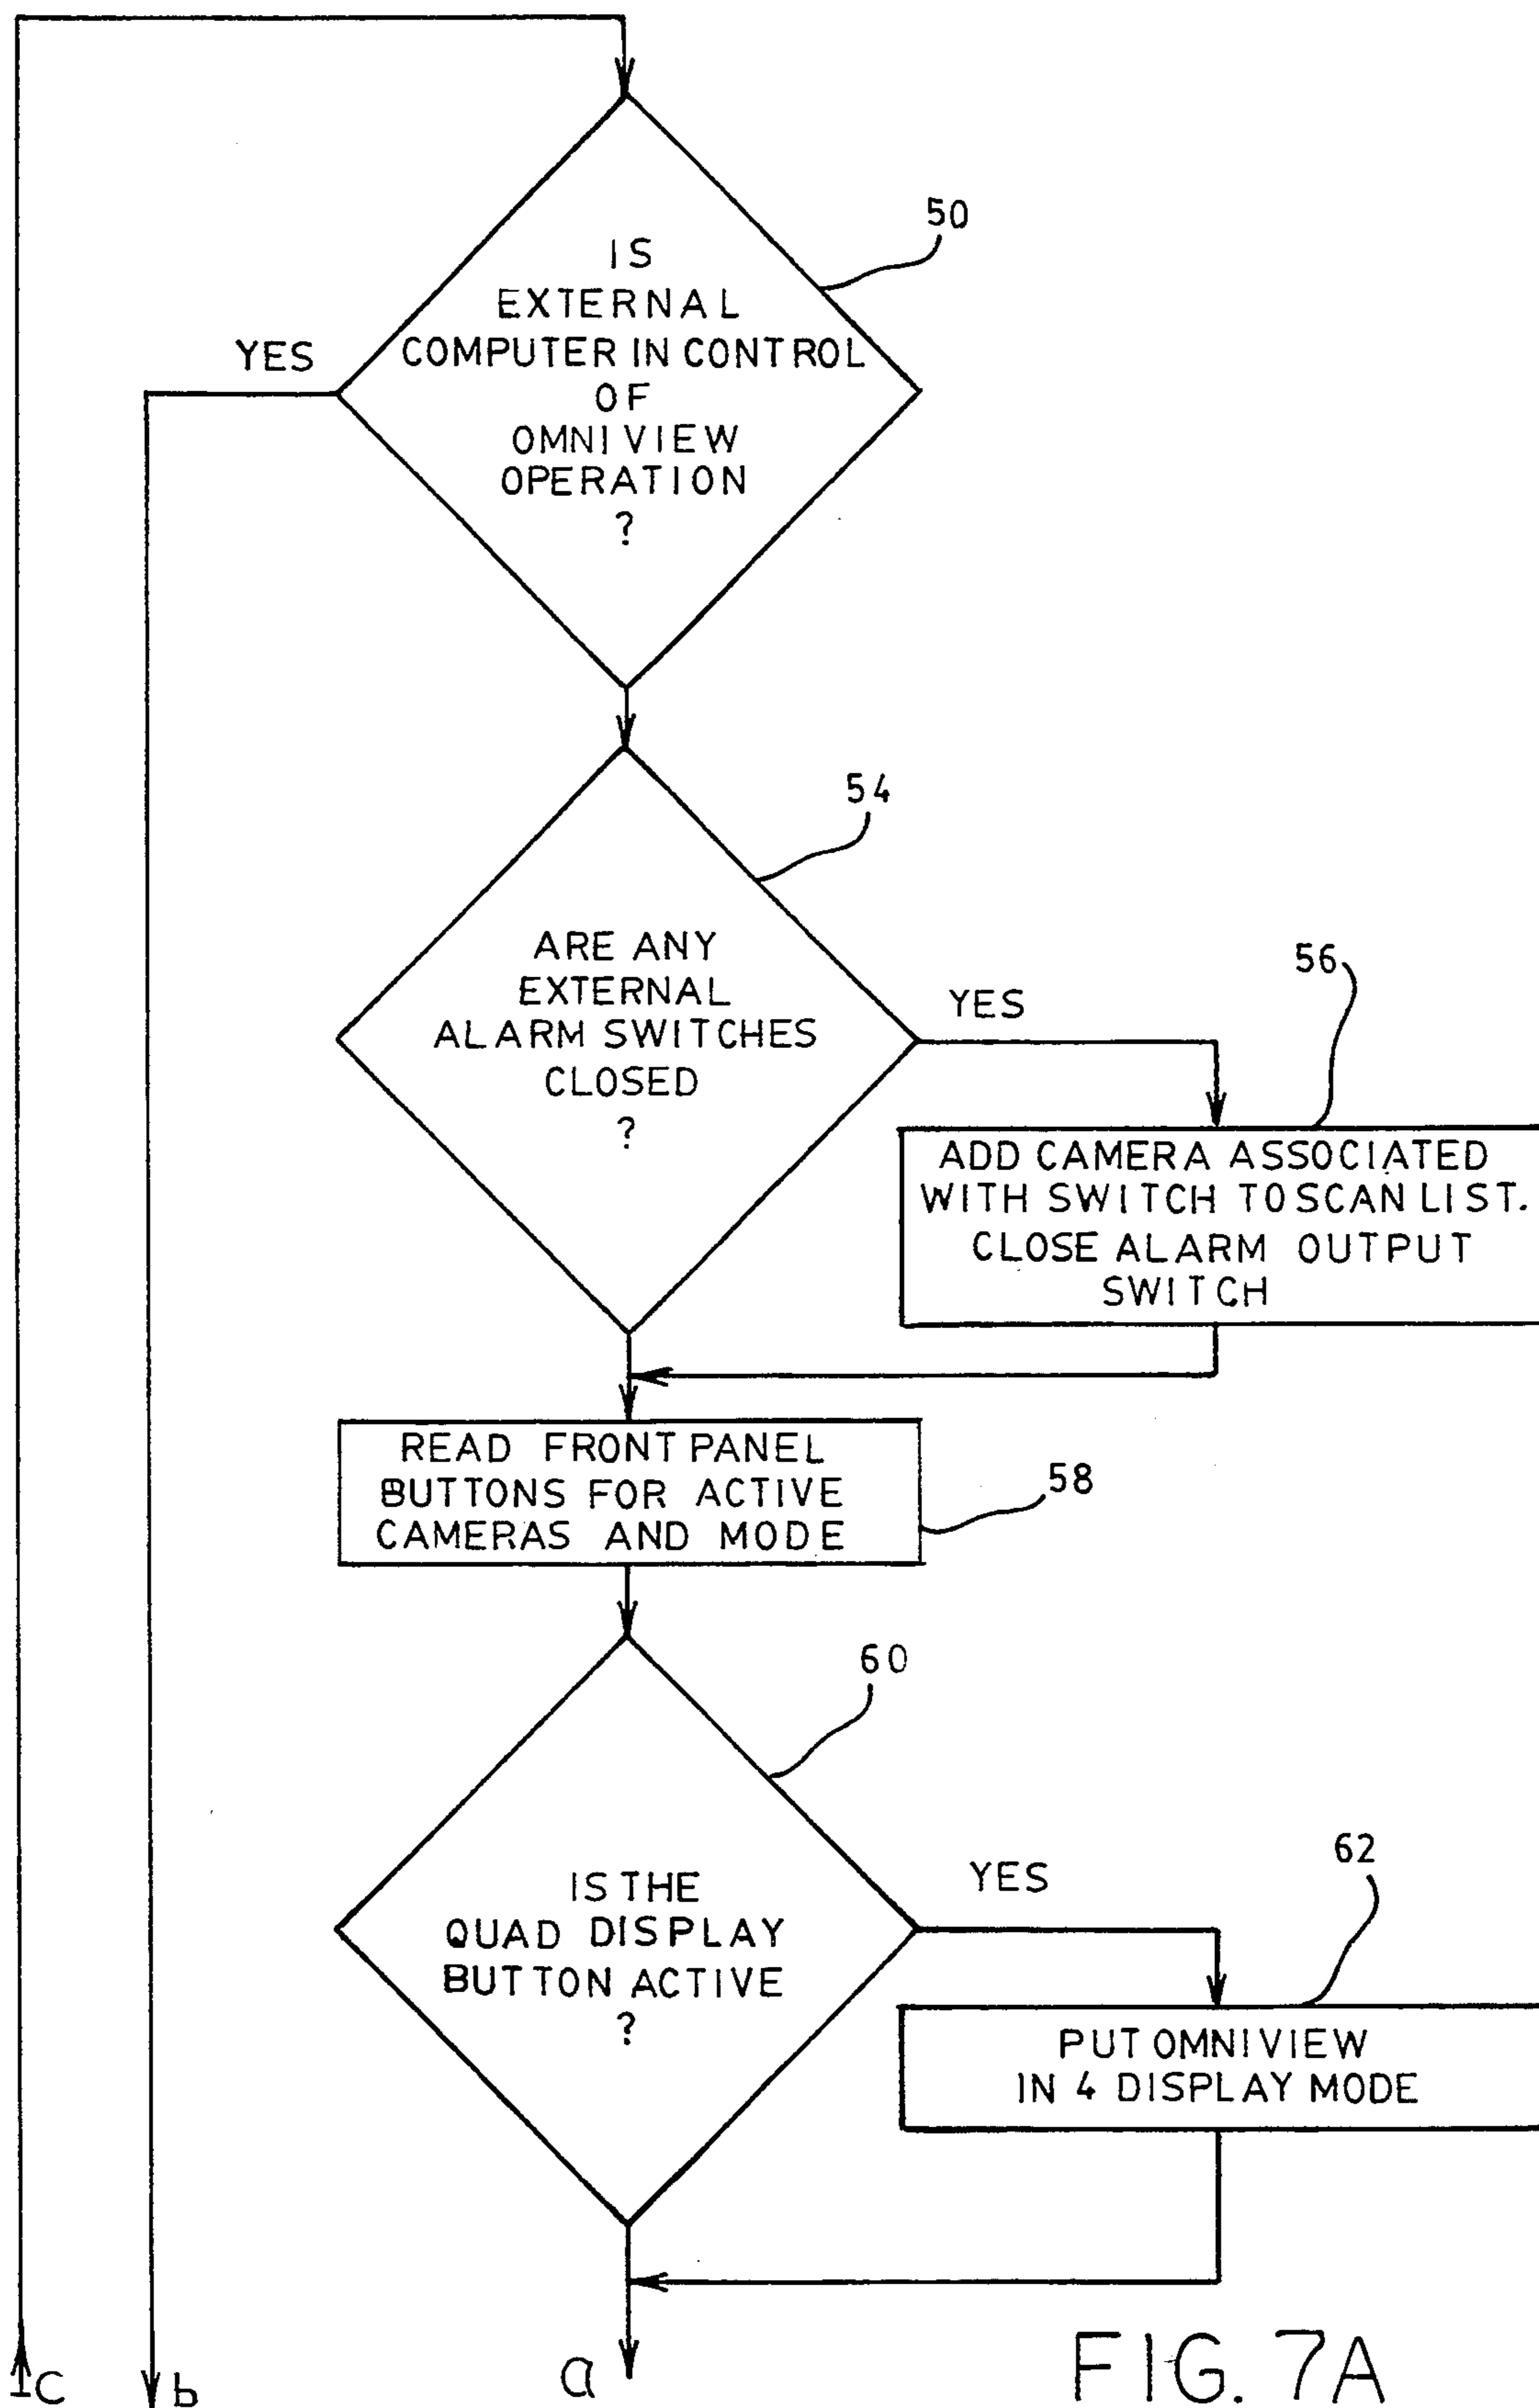 50
IS
EXTERNAL
YES
COMPUTER IN CONTROL
OF
OMNIVIEW
OPERATION
?
54
ARE ANY
EXTERNAL
ALARM SWITCHES
CLOSED
?
YES
56
ADD CAMERA ASSOCIATED
WITH SWITCH TO SCAN LIST.
CLOSE ALARM OUTPUT
SWITCH
READ FRONT PANEL
BUTTONS FOR ACTIVE
CAMERAS AND MODE
58
60
IS THE
QUAD DISPLAY
BUTTON ACTIVE
?
YES
62
PUT OMNIVIEW
IN 4 DISPLAY MODE
c
b
a
FIG. 7A